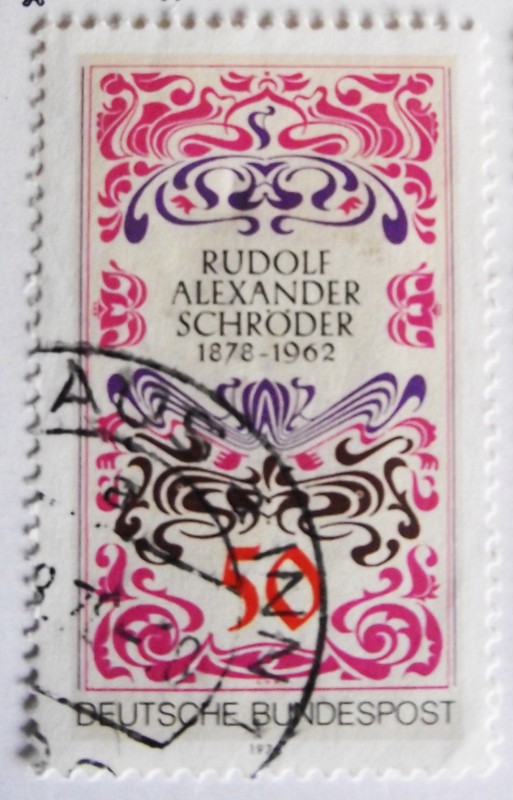 RUDOLF
ALEXANDER
SCHRÖDER
1878-1962
50
DEUTSCHE BUNDESPOST